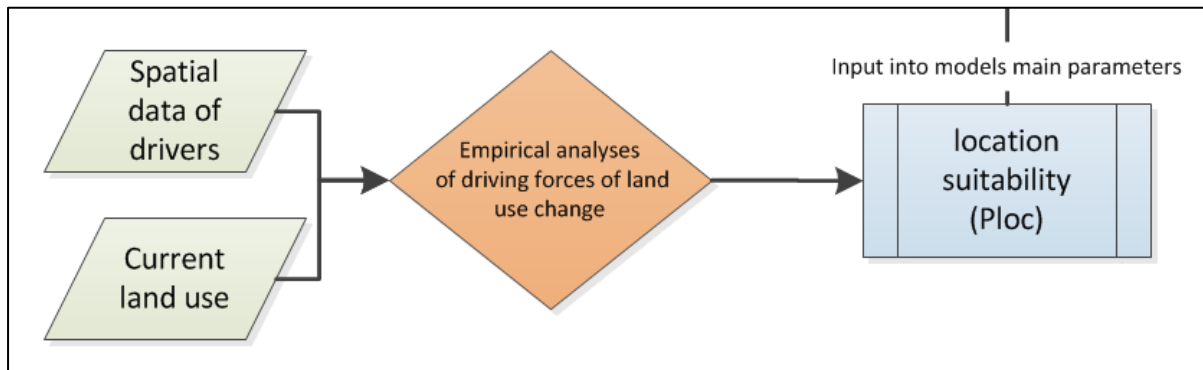 Spatial
data of
drivers
Current
land use
Empirical analyses
of driving forces of land
use change
Input into models main parameters
location
suitability
(Ploc)